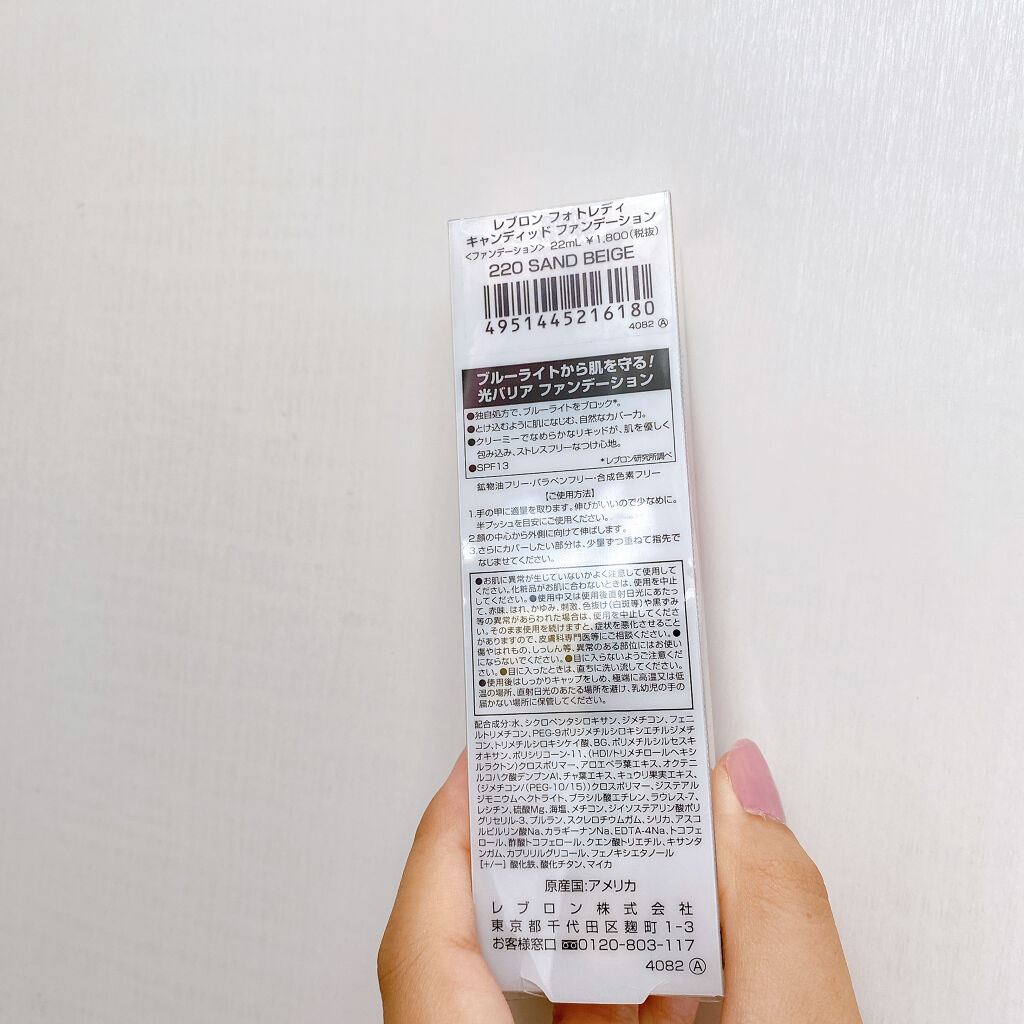 レブロン フォトレディ
キャンディッド ファンデーション
<ファンデーション> 22mL ¥1,800(税抜)
220 SAND BEIGE
4951445216180
4082 Ⓐ
ブルーライトから肌を守る!
光バリア ファンデーション
●独自処方で、ブルーライトをブロック*。
●とけ込むように肌になじむ、自然なカバー力。
●クリーミーでなめらかなリキッドが、肌を優しく
包み込み、ストレスフリーなつけ心地。
●SPF13
*レブロン研究所調べ
鉱物油フリー・パラベンフリー・合成色素フリー
【ご使用方法】
1.手の甲に適量を取ります。伸びがいいので少なめに。
半プッシュを目安にご使用ください。
2.顔の中心から外側に向けて伸ばします。
3.さらにカバーしたい部分は、少量ずつ重ねて指先で
なじませてください。
●お肌に異常が生じていないかよく注意して使用して
ください。化粧品がお肌に合わないときは、使用を中止
してください。●使用中又は使用後直射日光にあたっ
て、赤味、はれ、かゆみ、刺激、色抜け(白斑等)や黒ずみ
等の異常があらわれた場合は、使用を中止してくださ
い。そのまま使用を続けますと、症状を悪化させること
がありますので、皮膚科専門医等にご相談ください。●
傷やはれもの、しっしん等、異常のある部位にはお使い
にならないでください。●目に入らないようご注意くだ
さい。●目に入ったときは、直ちに洗い流してください。
●使用後はしっかりキャップをしめ、極端に高温又は低
温の場所、直射日光のあたる場所を避け、乳幼児の手の
届かない場所に保管してください。
配合成分:水、シクロペンタシロキサン、ジメチコン、フェニ
ルトリメチコン、PEG-9ポリジメチルシロキシエチルジメチ
コン、トリメチルシロキシケイ酸、BG、ポリメチルシルセスキ
オキサン、ポリシリコーン-11、(HDI/トリメチロールヘキシ
ルラクトン)クロスポリマー、アロエベラ葉エキス、オクテニ
ルコハク酸デンプンAl、チャ葉エキス、キュウリ果実エキス、
(ジメチコン/(PEG-10/15))クロスポリマー、ジステアル
ジモニウムヘクトライト、ブラシル酸エチレン、ラウレス-7、
レシチン、硫酸Mg、海塩、メチコン、ジイソステアリン酸ポリ
グリセリル-3、プルラン、スクレロチウムガム、シリカ、アスコ
ルビルリン酸Na、カラギーナンNa、EDTA-4Na、トコフェ
ロール、酢酸トコフェロール、クエン酸トリエチル、キサンタ
ンガム、カプリリルグリコール、フェノキシエタノール
[+/−] 酸化鉄、酸化チタン、マイカ
原産国:アメリカ
レブロン株式会社
東京都千代田区麹町1-3
お客様窓口 0120-803-117
4082 Ⓐ